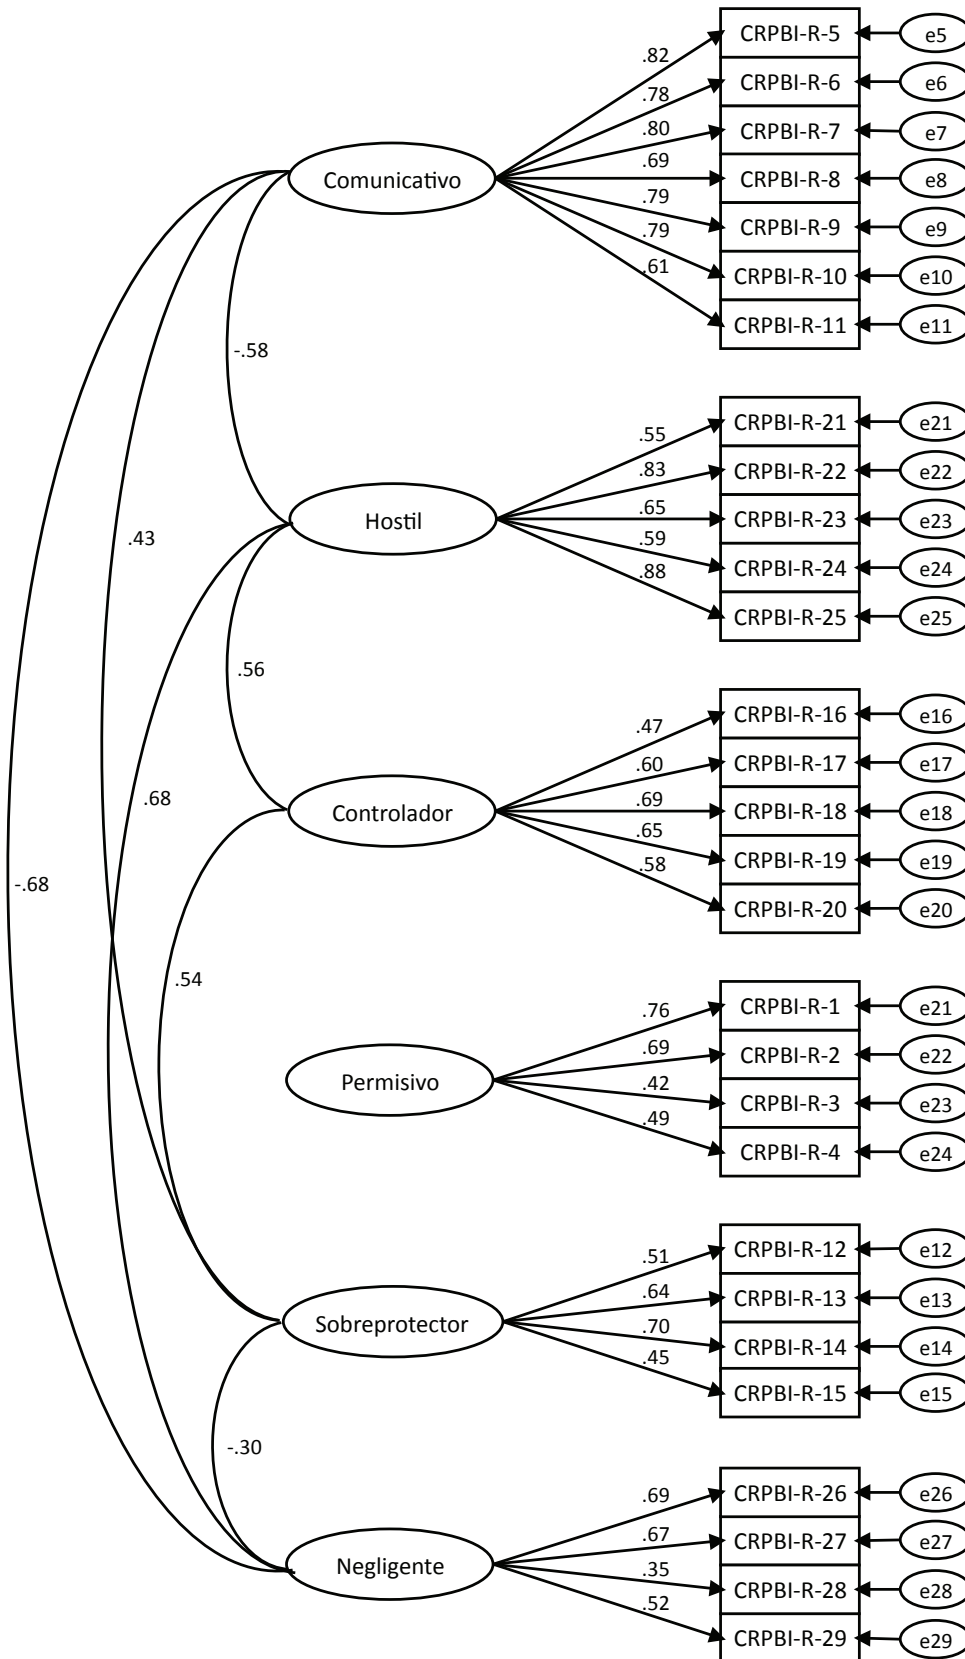 CRPBI-R-5 e5
.82
CRPBI-R-6 e6
.78
.80
CRPBI-R-7 e7
.69
Comunicativo CRPBI-R-8 e8
.79
CRPBI-R-9 e9
.79
.61
CRPBI-R-10 e10
CRPBI-R-11 e11
-.58
CRPBI-R-21 e21
.55
.83
CRPBI-R-22 e22
.65
Hostil CRPBI-R-23 e23
.43
.59
CRPBI-R-24 e24
.88
CRPBI-R-25 e25
.56
CRPBI-R-16 e16
.47
.60
CRPBI-R-17 e17
.68
.69
Controlador CRPBI-R-18 e18
.65
CRPBI-R-19 e19
.58
-.68
CRPBI-R-20 e20
.54
CRPBI-R-1 e21
.76
.69
CRPBI-R-2 e22
Permisivo
.42
CRPBI-R-3 e23
.49
CRPBI-R-4 e24
CRPBI-R-12 e12
.51
.64
CRPBI-R-13 e13
Sobreprotector
.70
CRPBI-R-14 e14
.45
CRPBI-R-15 e15
-.30
CRPBI-R-26 e26
.69
.67
CRPBI-R-27 e27
Negligente
.35
CRPBI-R-28 e28
.52
CRPBI-R-29 e29